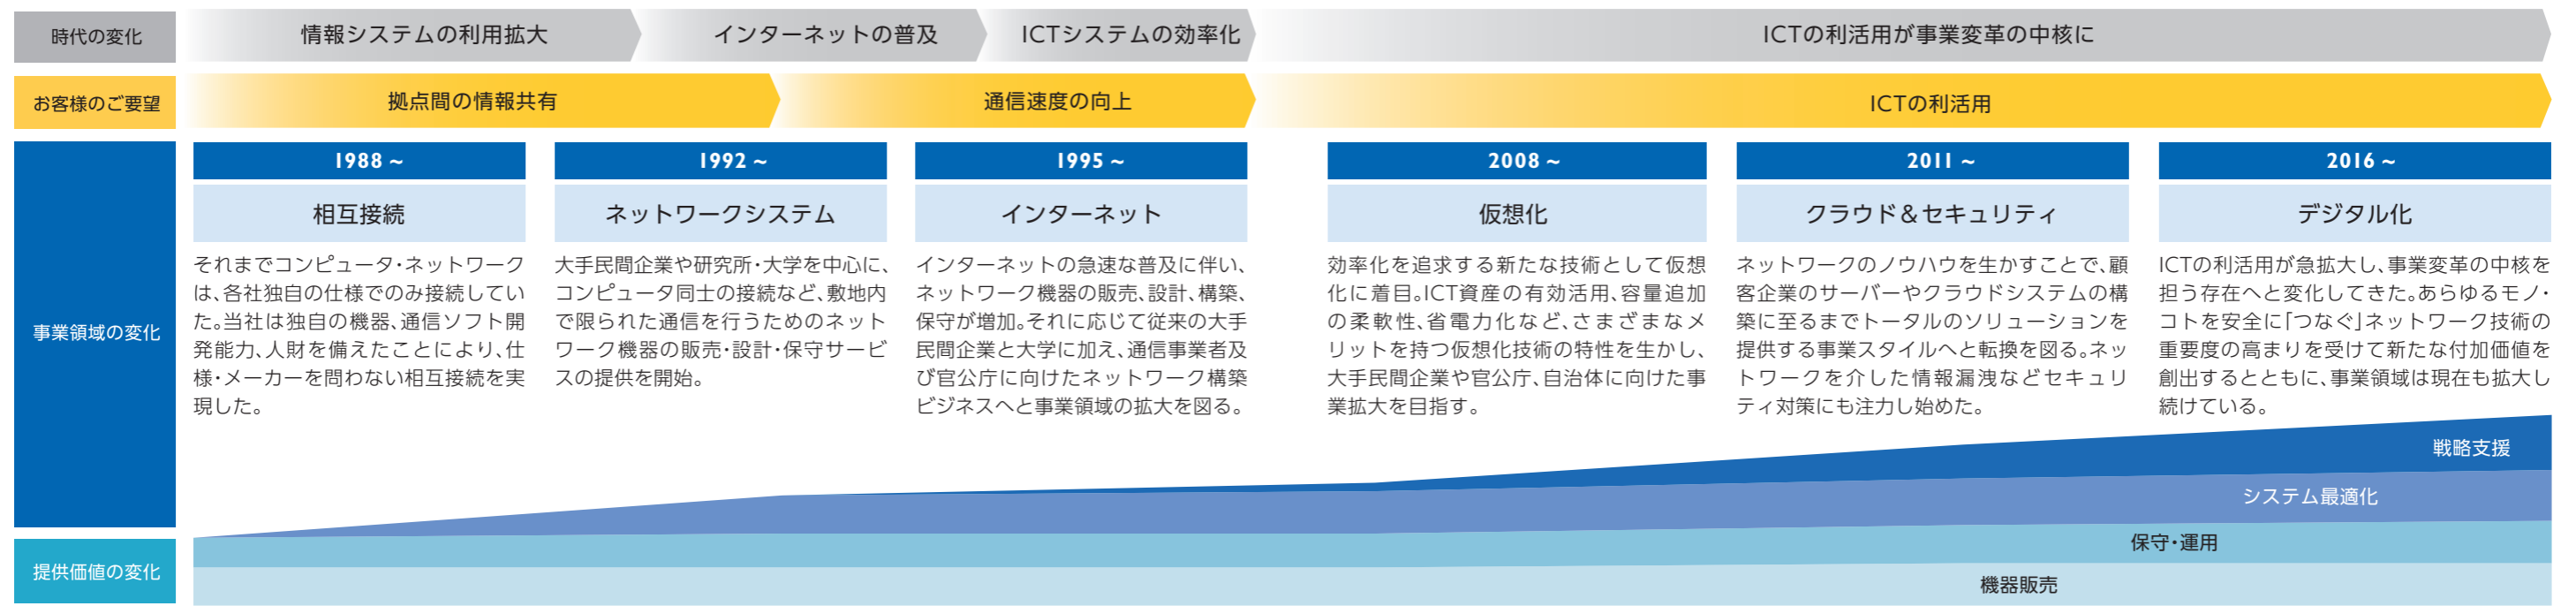 時代の変化
情報システムの利用拡大
インターネットの普及
ICTシステムの効率化
ICTの利活用が事業変革の中核に
お客様のご要望
拠点間の情報共有
通信速度の向上
ICTの利活用
事業領域の変化
1988 ~
相互接続
それまでコンピュータ・ネットワーク
は、各社独自の仕様でのみ接続してい
た。当社は独自の機器、通信ソフト開
発能力、人財を備えたことにより、仕
様・メーカーを問わない相互接続を実
現した。
1992 ~
ネットワークシステム
大手民間企業や研究所・大学を中心に、
コンピュータ同士の接続など、敷地内
で限られた通信を行うためのネット
ワーク機器の販売・設計・保守サービ
スの提供を開始。
1995 ~
インターネット
インターネットの急速な普及に伴い、
ネットワーク機器の販売、設計、構築、
保守が増加。それに応じて従来の大手
民間企業と大学に加え、通信事業者及
び官公庁に向けたネットワーク構築
ビジネスへと事業領域の拡大を図る。
2008 ~
仮想化
効率化を追求する新たな技術として仮想
化に着目。ICT資産の有効活用、容量追加
の柔軟性、省電力化など、さまざまなメ
リットを持つ仮想化技術の特性を生かし、
大手民間企業や官公庁、自治体に向けた事
業拡大を目指す。
2011 ~
クラウド＆セキュリティ
ネットワークのノウハウを生かすことで、顧
客企業のサーバーやクラウドシステムの構
築に至るまでトータルのソリューションを
提供する事業スタイルへと転換を図る。ネッ
トワークを介した情報漏洩などセキュリ
ティ対策にも注力し始めた。
2016 ~
デジタル化
ICTの利活用が急拡大し、事業変革の中核を
担う存在へと変化してきた。あらゆるモノ・
コトを安全に「つなぐ」ネットワーク技術の
重要度の高まりを受けて新たな付加価値を
創出するとともに、事業領域は現在も拡大し
続けている。
提供価値の変化
戦略支援
システム最適化
保守・運用
機器販売